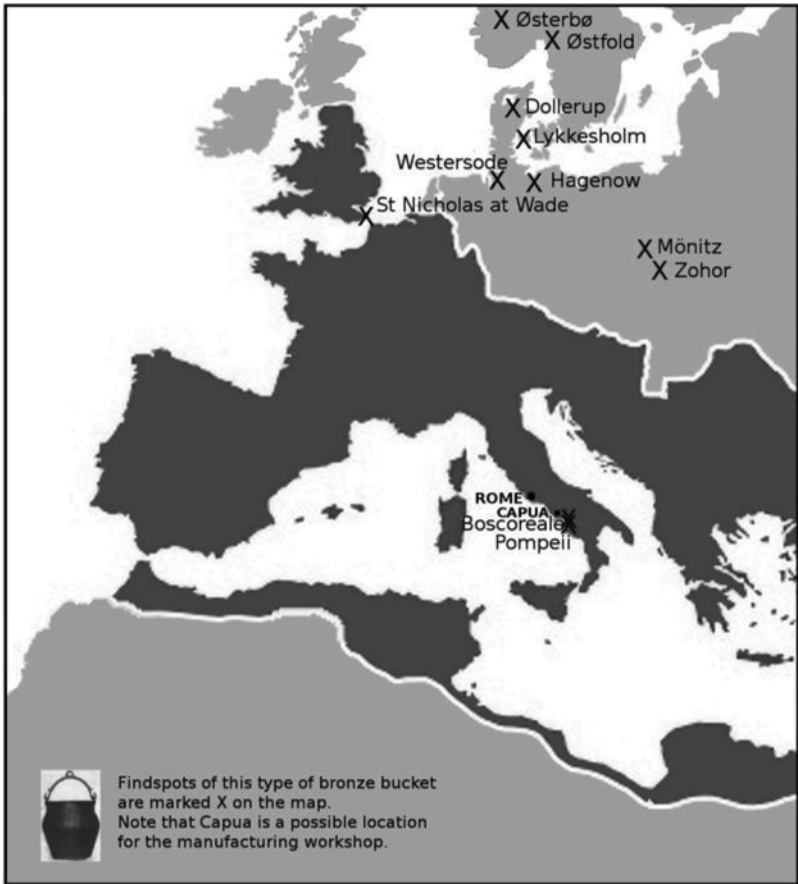 Østerbø
Østfold
Dollerup
Lykkesholm
Westersode
Hagenow
St Nicholas at Wade
Mönitz
Zohor
ROME
CAPUA
Boscoreale
Pompeii
Findspots of this type of bronze bucket
are marked X on the map.
Note that Capua is a possible location
for the manufacturing workshop.